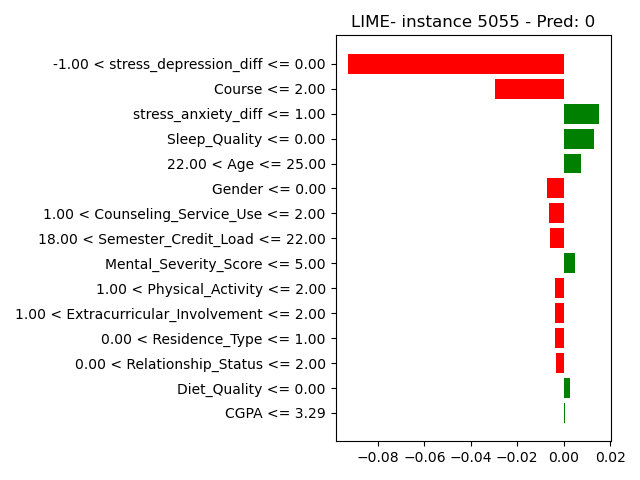 LIME- instance 5055 - Pred: 0
-1.00 < stress_depression_diff <= 0.00
Course <= 2.00
stress_anxiety_diff <= 1.00
Sleep_Quality <= 0.00
22.00 < Age <= 25.00
Gender <= 0.00
1.00 < Counseling_Service_Use <= 2.00
18.00 < Semester_Credit_Load <= 22.00
Mental_Severity_Score <= 5.00
1.00 < Physical_Activity <= 2.00
1.00 < Extracurricular_Involvement <= 2.00
0.00 < Residence_Type <= 1.00
0.00 < Relationship_Status <= 2.00
Diet_Quality <= 0.00
CGPA <= 3.29
−0.08 −0.06 −0.04 −0.02 0.00 0.02